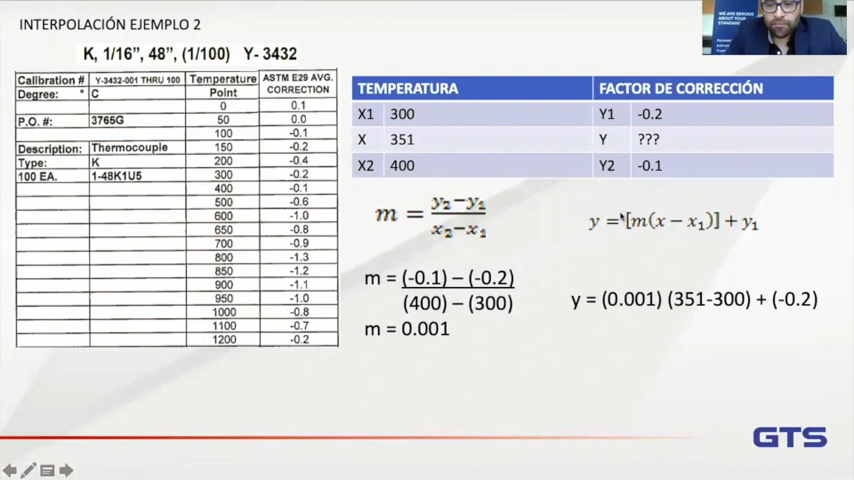 INTERPOLACIÓN EJEMPLO 2
K, 1/16”, 48”, (1/100) Y- 3432
Calibration # Y-3432-001 THRU 100 Temperature ASTM E29 AVG.
Degree: ° C Point CORRECTION
0 0.1
P.O. #: 3765G 50 0.0
100 -0.1
Description: Thermocouple 150 -0.2
Type: K 200 -0.4
100 EA. 1-48K1U5 300 -0.2
400 -0.1
500 -0.6
600 -1.0
650 -0.8
700 -0.9
800 -1.3
850 -1.2
900 -1.1
950 -1.0
1000 -0.8
1100 -0.7
1200 -0.2
TEMPERATURA FACTOR DE CORRECCIÓN
X1 300 Y1 -0.2
X 351 Y ???
X2 400 Y2 -0.1
m = y₂−y₁
x₂−x₁
y = [m(x − x₁)] + y₁
m = (-0.1) – (-0.2)
(400) – (300)
m = 0.001
y = (0.001) (351-300) + (-0.2)
GTS
WE ARE SERIOUS
ABOUT YOUR
STANDARDS